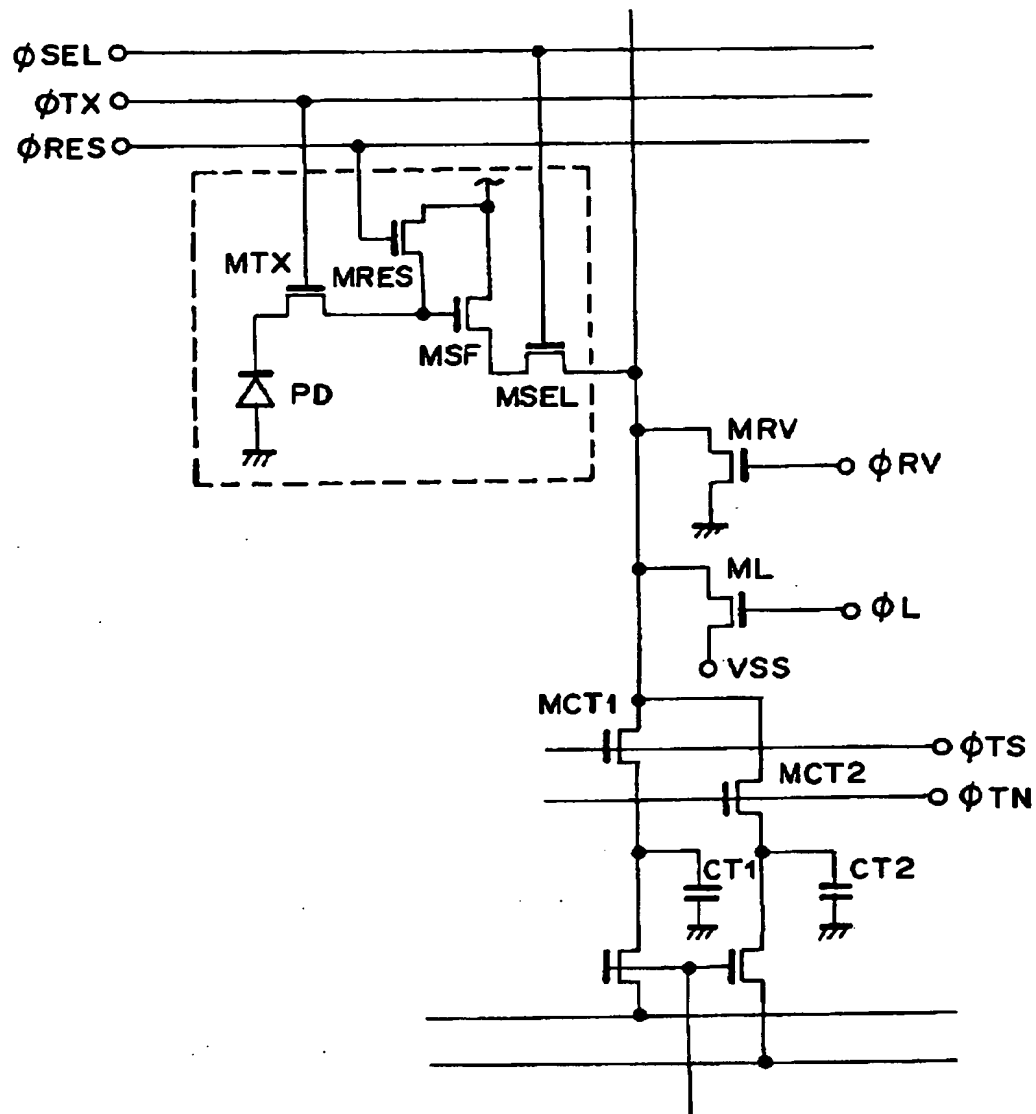 φSEL
φTX
φRES
MTX
MRES
MSF
MSEL
PD
MRV
φRV
ML
φL
VSS
MCT1
φTS
MCT2
φTN
CT1
CT2